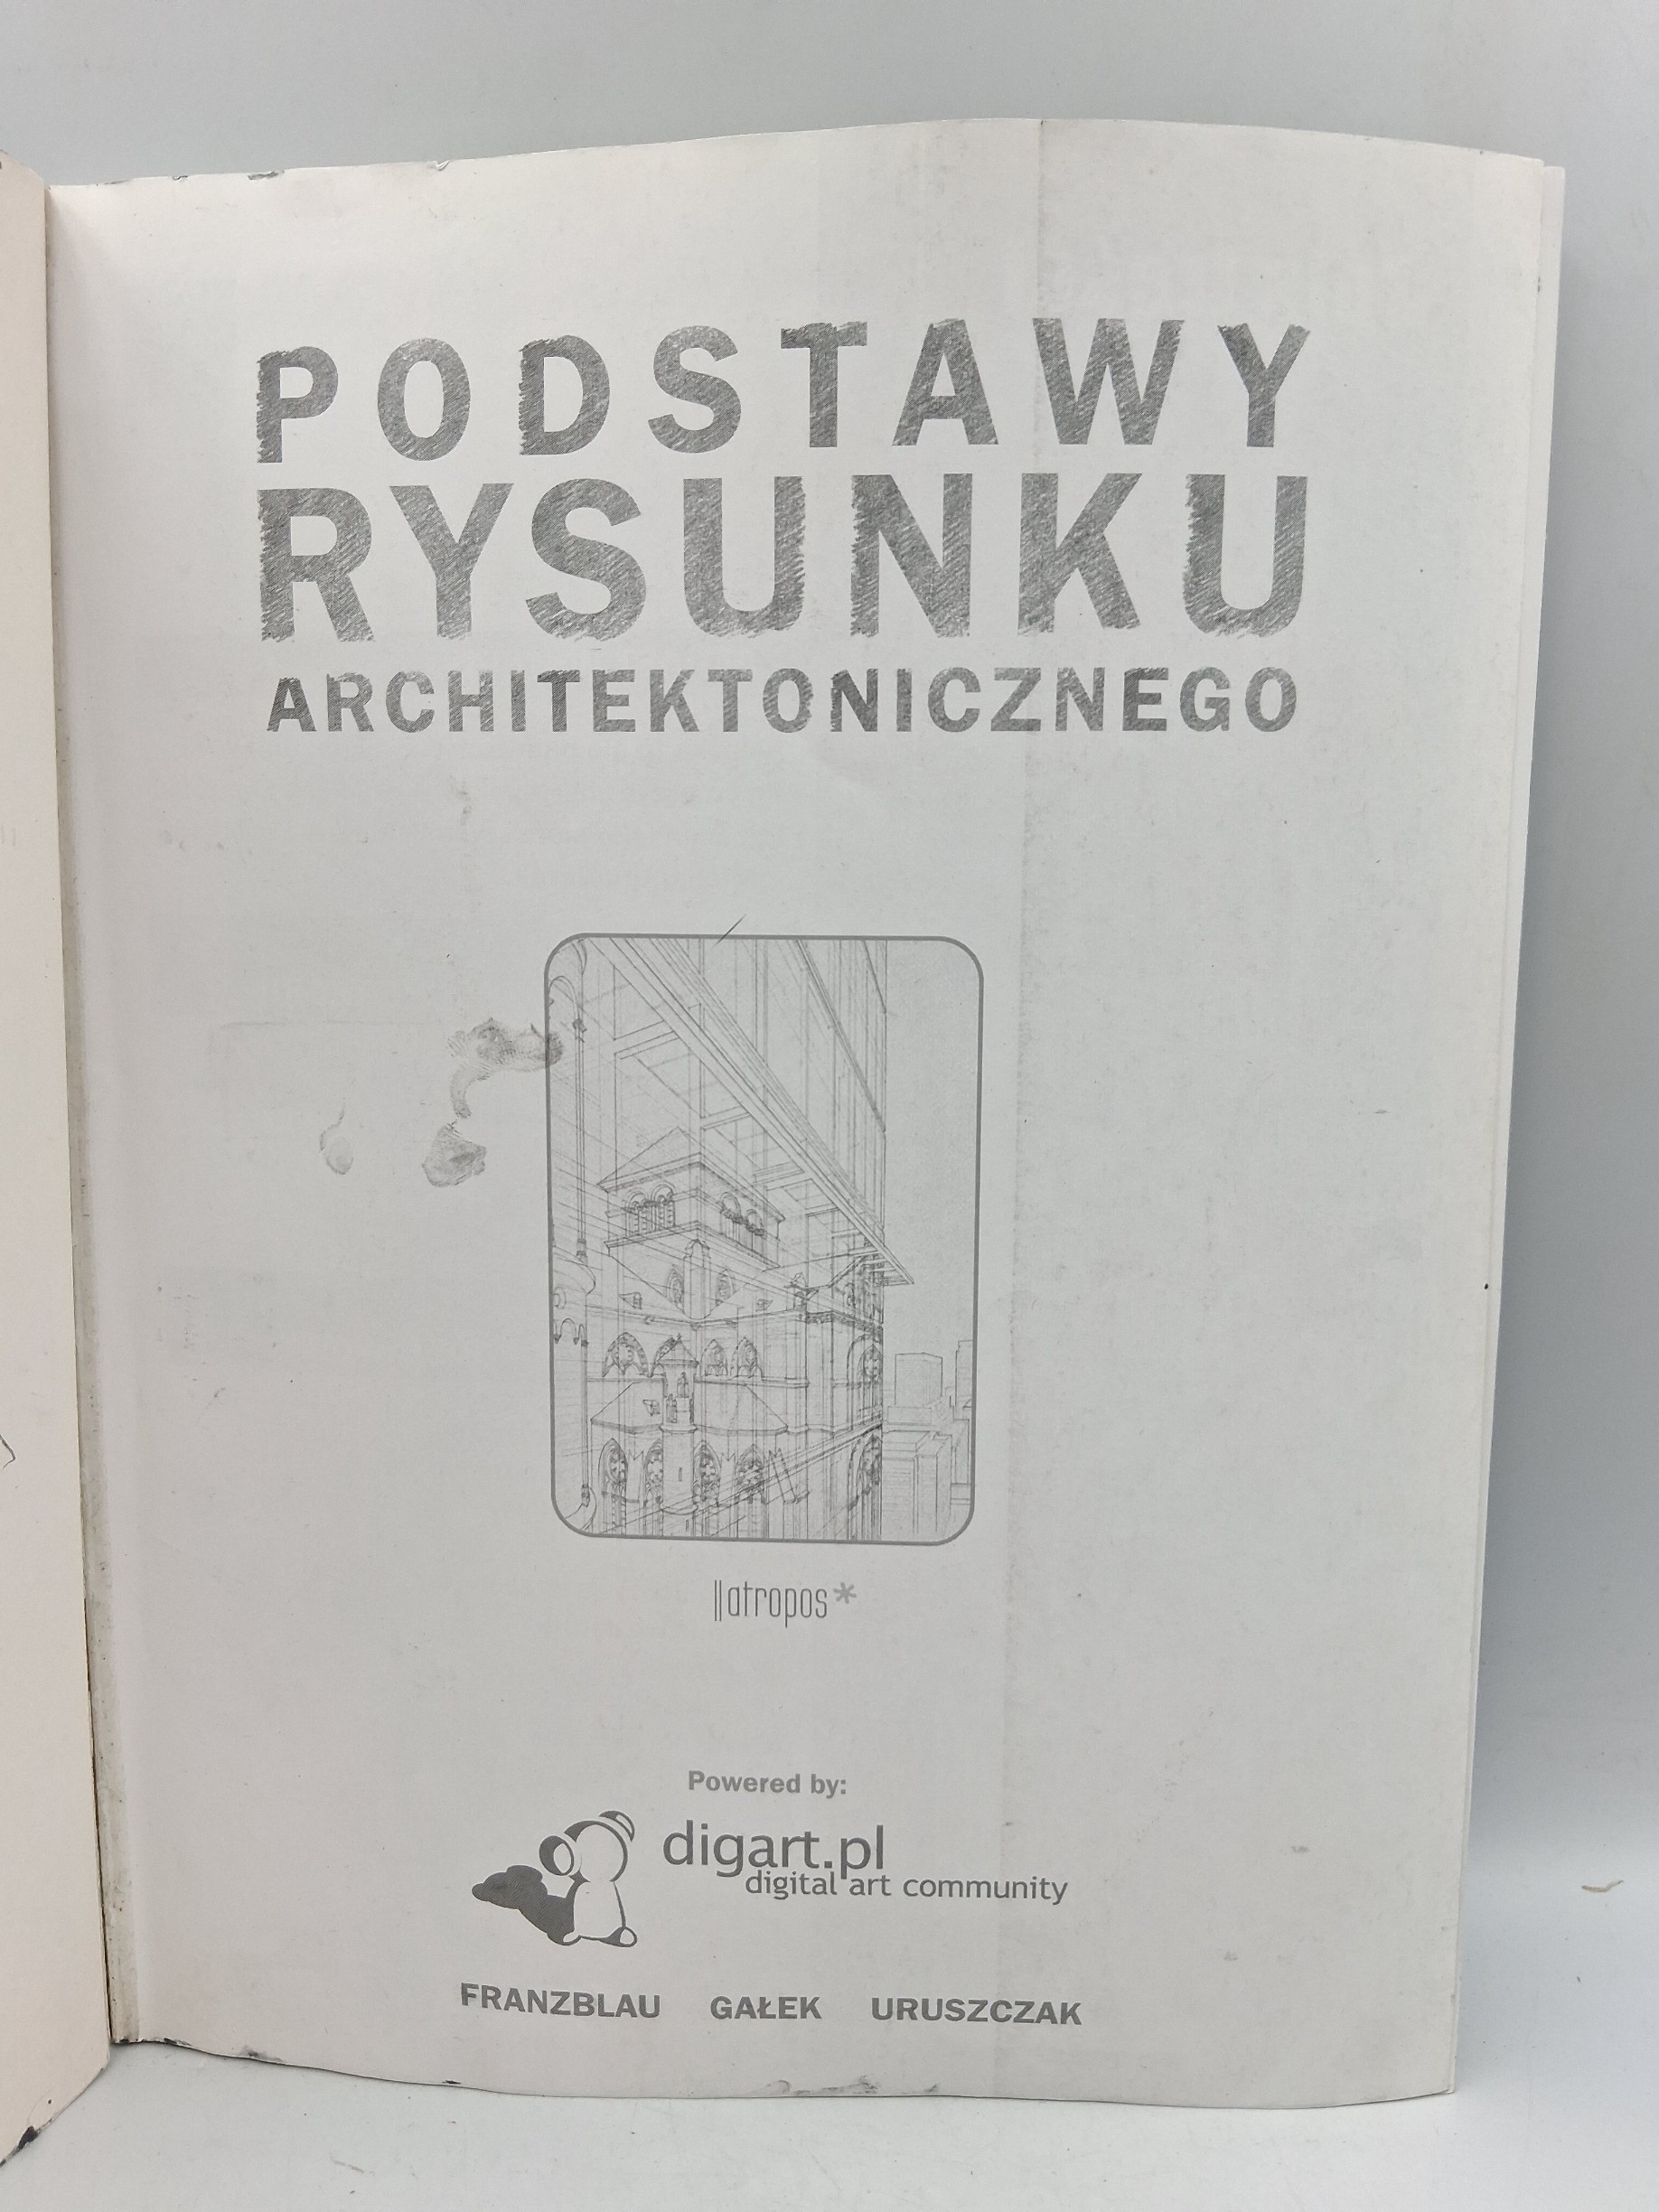 PODSTAWY
RYSUNKU
ARCHITEKTONICZNEGO
||atropos*
Powered by:
digart.pl
digital art community
FRANZBLAU GAŁEK URUSZCZAK